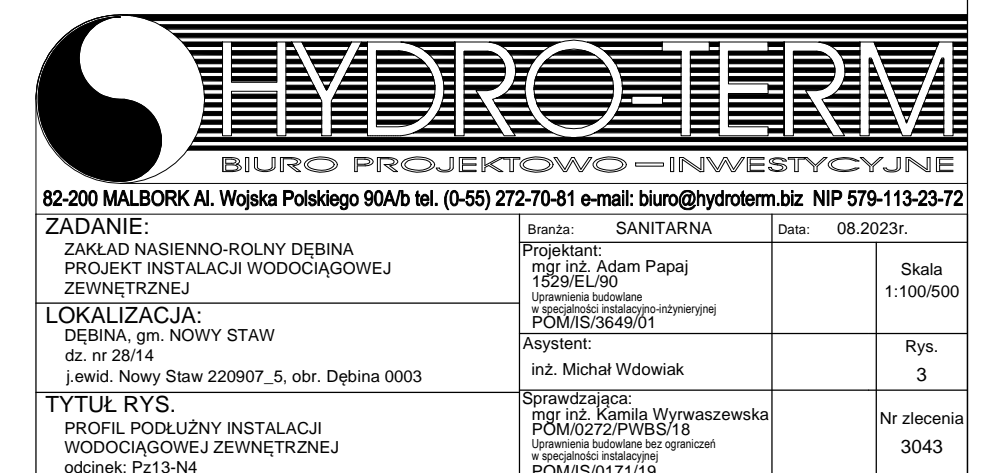 HYDRO-TERM
BIURO PROJEKTOWO-INWESTYCYJNE
82-200 MALBORK Al. Wojska Polskiego 90A/b tel. (0-55) 272-70-81 e-mail: biuro@hydroterm.biz NIP 579-113-23-72
ZADANIE:
ZAKŁAD NASIENNO-ROLNY DĘBINA
PROJEKT INSTALACJI WODOCIĄGOWEJ
ZEWNĘTRZNEJ
LOKALIZACJA:
DĘBINA, gm. NOWY STAW
dz. nr 28/14
j.ewid. Nowy Staw 220907_5, obr. Dębina 0003
TYTUŁ RYS.
PROFIL PODŁUŻNY INSTALACJI
WODOCIĄGOWEJ ZEWNĘTRZNEJ
odcinek: Pz13-N4
Branża: SANITARNA
Data: 08.2023r.
Projektant:
mgr inż. Adam Papaj
1529/EL/90
Uprawnienia budowlane
w specjalności instalacyjno-inżynieryjnej
POM/IS/3649/01
Skala
1:100/500
Asystent:
inż. Michał Wdowiak
Rys.
3
Sprawdzająca:
mgr inż. Kamila Wyrwaszewska
POM/0272/PWBS/18
Uprawnienia budowlane bez ograniczeń
w specjalności instalacyjnej
POM/IS/0171/19
Nr zlecenia
3043